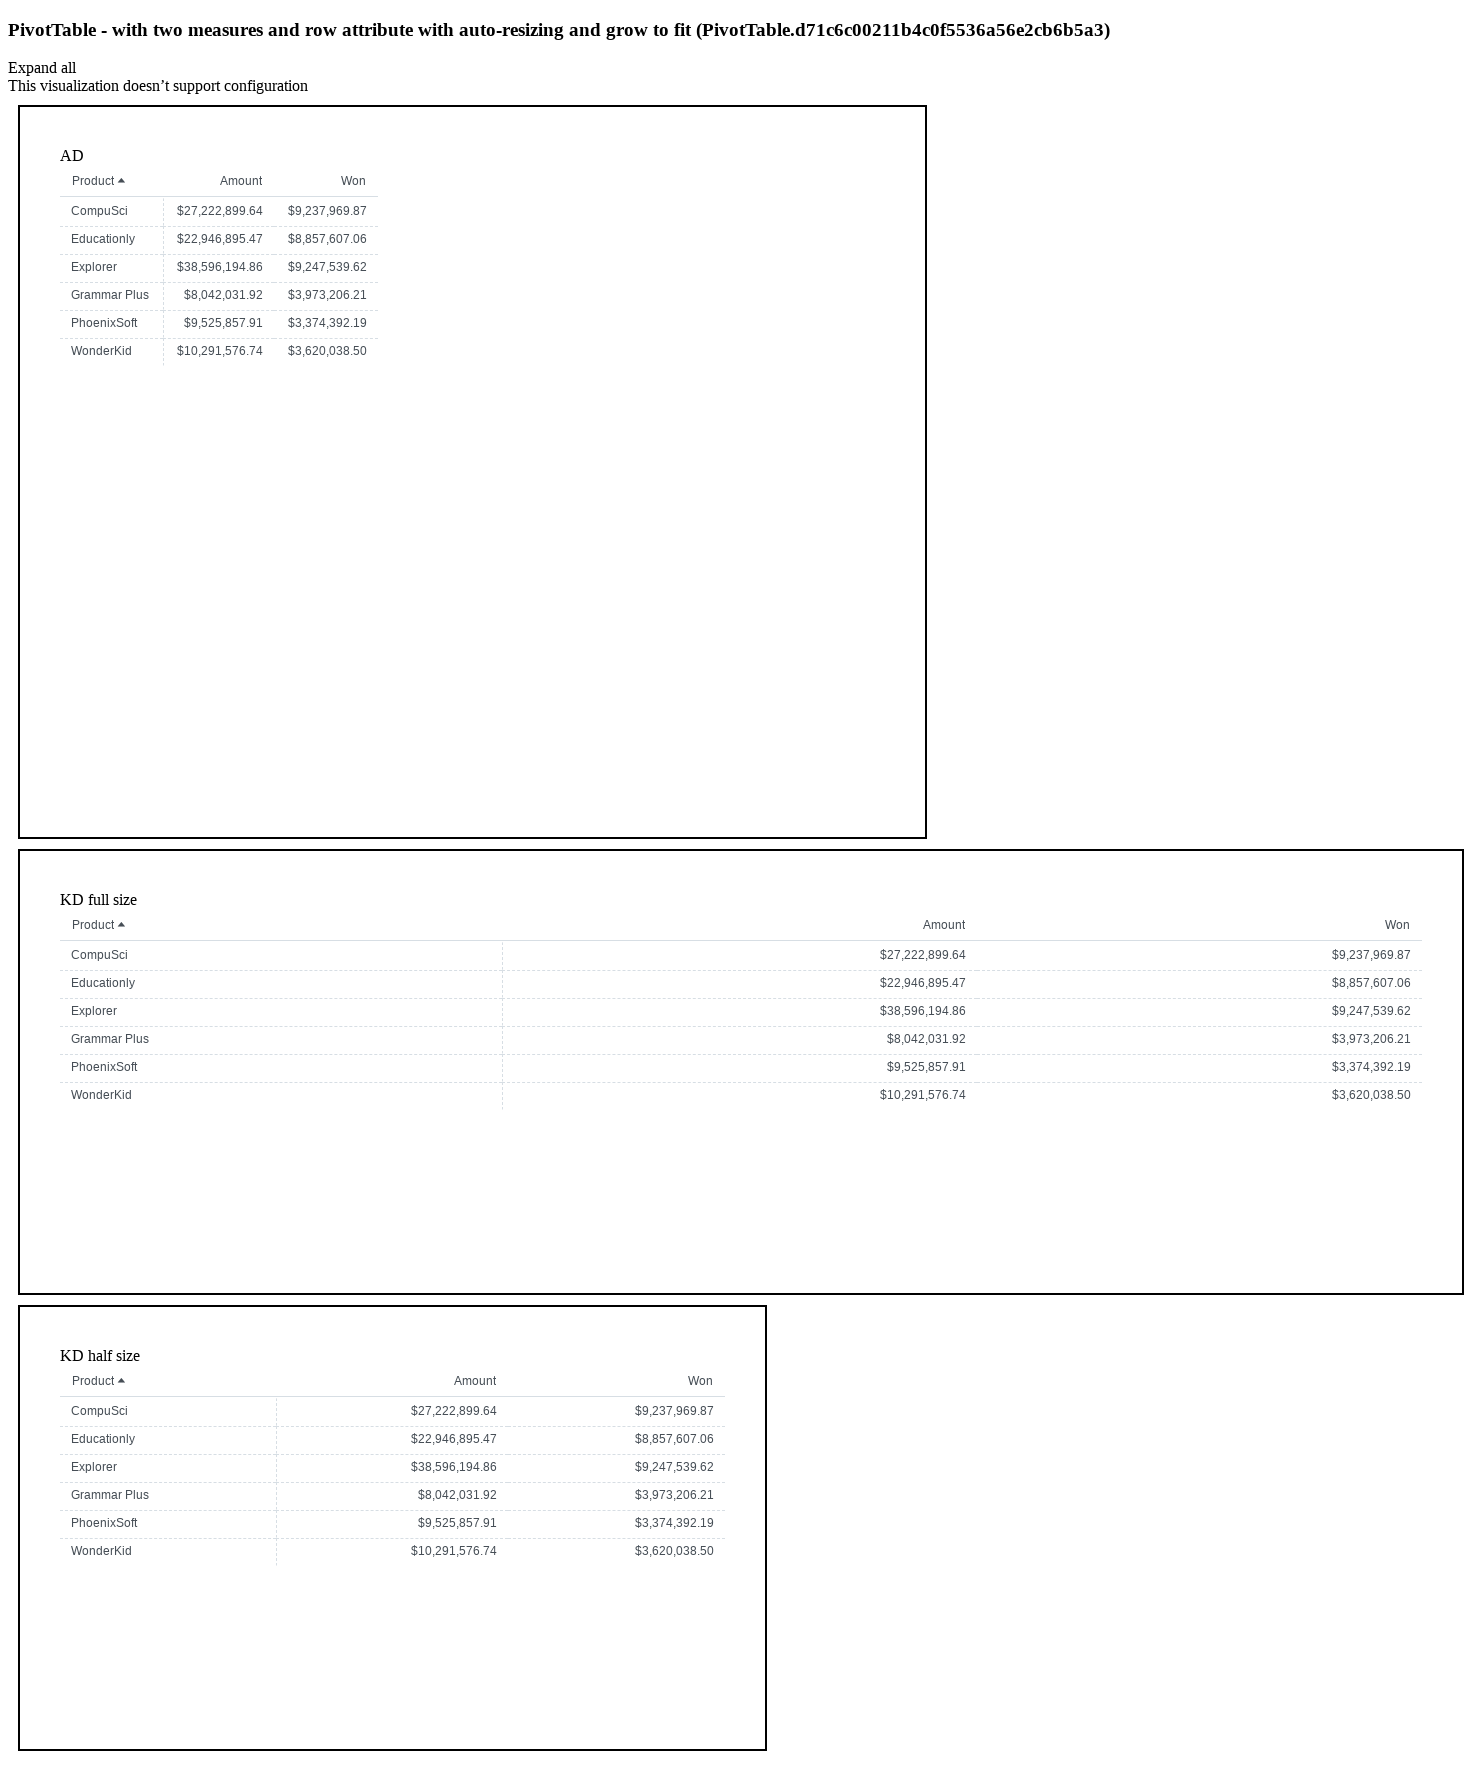 PivotTable - with two measures and row attribute with auto-resizing and grow to fit (PivotTable.d71c6c00211b4c0f5536a56e2cb6b5a3)
Expand all
This visualization doesn’t support configuration
AD
Product Amount Won
CompuSci $27,222,899.64 $9,237,969.87
Educationly $22,946,895.47 $8,857,607.06
Explorer $38,596,194.86 $9,247,539.62
Grammar Plus $8,042,031.92 $3,973,206.21
PhoenixSoft $9,525,857.91 $3,374,392.19
WonderKid $10,291,576.74 $3,620,038.50
KD full size
Product Amount Won
CompuSci $27,222,899.64 $9,237,969.87
Educationly $22,946,895.47 $8,857,607.06
Explorer $38,596,194.86 $9,247,539.62
Grammar Plus $8,042,031.92 $3,973,206.21
PhoenixSoft $9,525,857.91 $3,374,392.19
WonderKid $10,291,576.74 $3,620,038.50
KD half size
Product Amount Won
CompuSci $27,222,899.64 $9,237,969.87
Educationly $22,946,895.47 $8,857,607.06
Explorer $38,596,194.86 $9,247,539.62
Grammar Plus $8,042,031.92 $3,973,206.21
PhoenixSoft $9,525,857.91 $3,374,392.19
WonderKid $10,291,576.74 $3,620,038.50